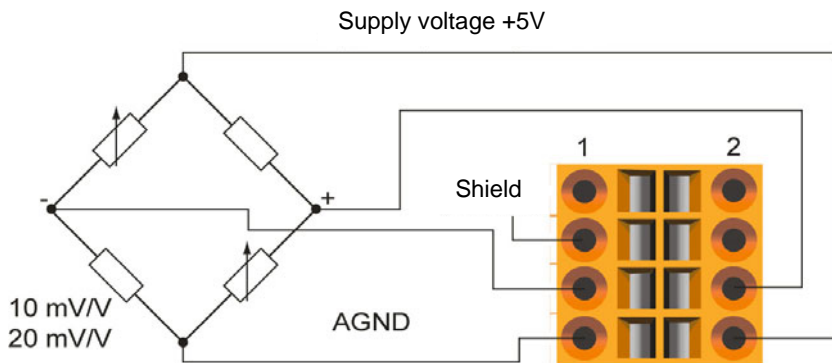 Supply voltage +5V
1 2
Shield
- +
10 mV/V
20 mV/V
AGND